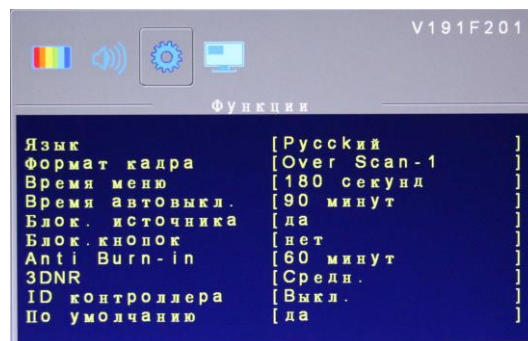 V191F201
Функции
Язык [Русский ]
Формат кадра [Over Scan-1 ]
Время меню [180 секунд ]
Время автовыкл. [90 минут ]
Блок. источника [да ]
Блок.кнопок [нет ]
Anti Burn-in [60 минут ]
3DNR [Средн. ]
ID контроллера [Выкл. ]
По умолчанию [да ]